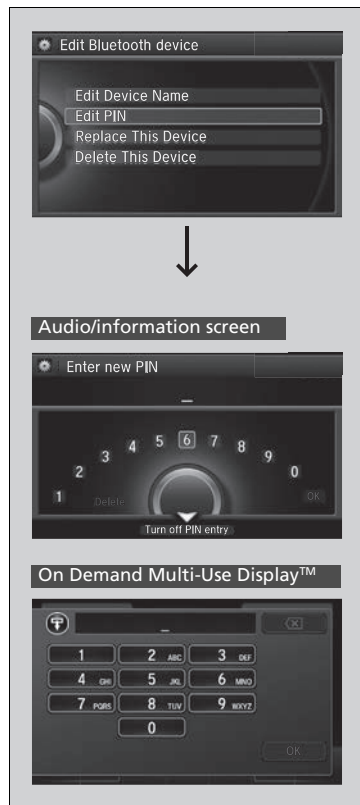 Edit Bluetooth device
Edit Device Name
Edit PIN
Replace This Device
Delete This Device
Audio/information screen
Enter new PIN
_
1 2 3 4 5 6 7 8 9 0
Delete
OK
Turn off PIN entry
On Demand Multi-Use Display™
_
1 2 ABC 3 DEF
4 GHI 5 JKL 6 MNO
7 PQRS 8 TUV 9 WXYZ
0
OK